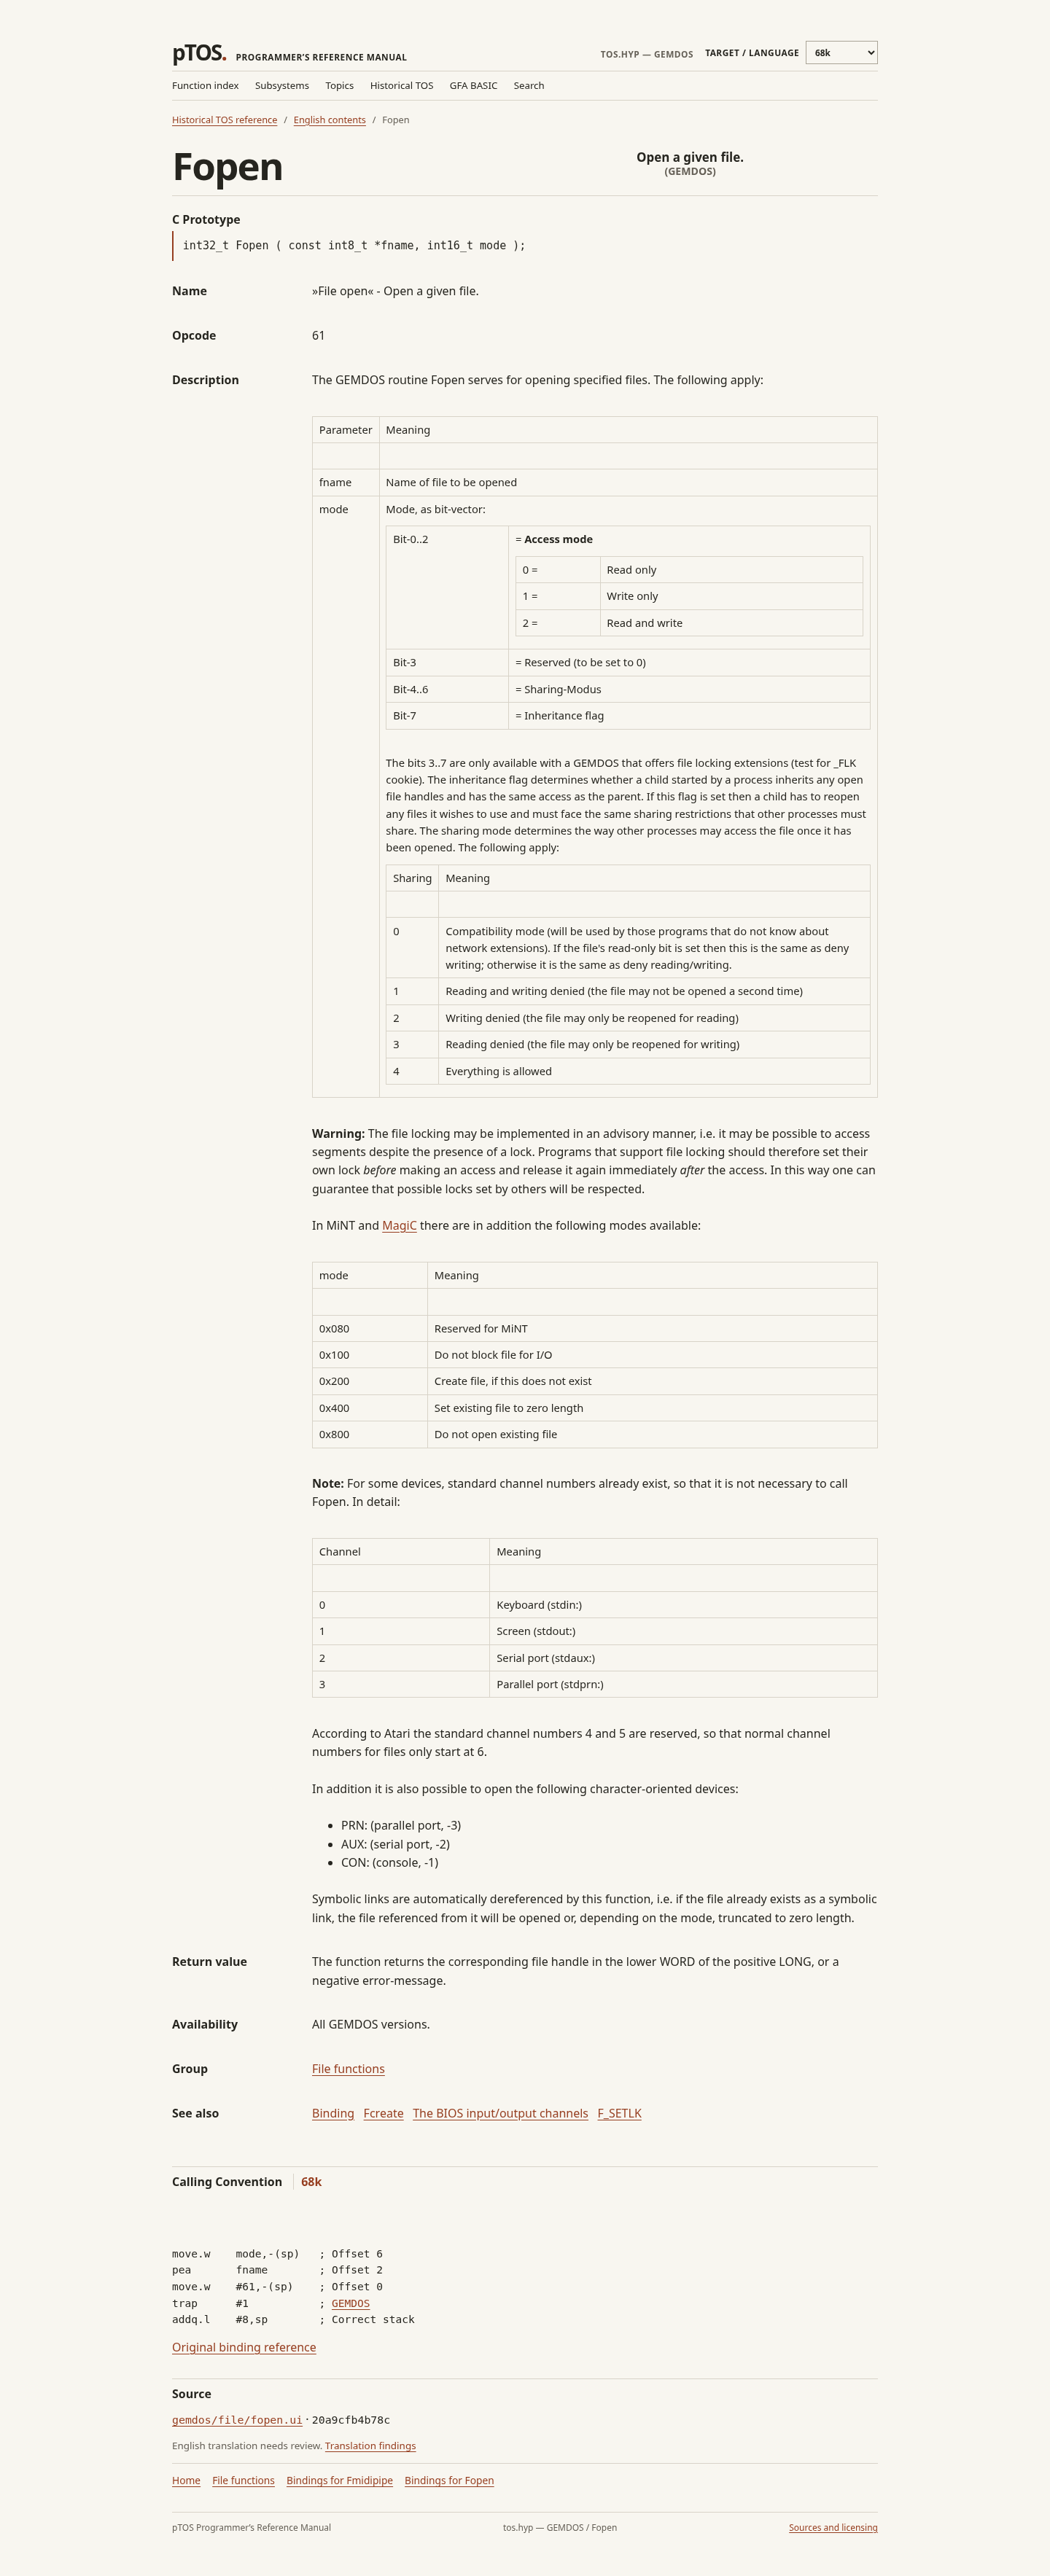 pTOS. PROGRAMMER'S REFERENCE MANUAL TOS.HYP — GEMDOS TARGET / LANGUAGE 68k
Function index Subsystems Topics Historical TOS GFA BASIC Search
Historical TOS reference / English contents / Fopen
Fopen
Open a given file.
(GEMDOS)
C Prototype
int32_t Fopen ( const int8_t *fname, int16_t mode );
Name »File open« - Open a given file.
Opcode 61
Description The GEMDOS routine Fopen serves for opening specified files. The following apply:
Parameter Meaning
fname Name of file to be opened
mode Mode, as bit-vector:
Bit-0..2 = Access mode
0 = Read only
1 = Write only
2 = Read and write
Bit-3 = Reserved (to be set to 0)
Bit-4..6 = Sharing-Modus
Bit-7 = Inheritance flag
The bits 3..7 are only available with a GEMDOS that offers file locking extensions (test for _FLK
cookie). The inheritance flag determines whether a child started by a process inherits any open
file handles and has the same access as the parent. If this flag is set then a child has to reopen
any files it wishes to use and must face the same sharing restrictions that other processes must
share. The sharing mode determines the way other processes may access the file once it has
been opened. The following apply:
Sharing Meaning
0 Compatibility mode (will be used by those programs that do not know about
network extensions). If the file's read-only bit is set then this is the same as deny
writing; otherwise it is the same as deny reading/writing.
1 Reading and writing denied (the file may not be opened a second time)
2 Writing denied (the file may only be reopened for reading)
3 Reading denied (the file may only be reopened for writing)
4 Everything is allowed
Warning: The file locking may be implemented in an advisory manner, i.e. it may be possible to access
segments despite the presence of a lock. Programs that support file locking should therefore set their
own lock before making an access and release it again immediately after the access. In this way one can
guarantee that possible locks set by others will be respected.
In MiNT and MagiC there are in addition the following modes available:
mode Meaning
0x080 Reserved for MiNT
0x100 Do not block file for I/O
0x200 Create file, if this does not exist
0x400 Set existing file to zero length
0x800 Do not open existing file
Note: For some devices, standard channel numbers already exist, so that it is not necessary to call
Fopen. In detail:
Channel Meaning
0 Keyboard (stdin:)
1 Screen (stdout:)
2 Serial port (stdaux:)
3 Parallel port (stdprn:)
According to Atari the standard channel numbers 4 and 5 are reserved, so that normal channel
numbers for files only start at 6.
In addition it is also possible to open the following character-oriented devices:
• PRN: (parallel port, -3)
• AUX: (serial port, -2)
• CON: (console, -1)
Symbolic links are automatically dereferenced by this function, i.e. if the file already exists as a symbolic
link, the file referenced from it will be opened or, depending on the mode, truncated to zero length.
Return value The function returns the corresponding file handle in the lower WORD of the positive LONG, or a
negative error-message.
Availability All GEMDOS versions.
Group File functions
See also Binding Fcreate The BIOS input/output channels F_SETLK
Calling Convention 68k
move.w mode,-(sp) ; Offset 6
pea fname ; Offset 2
move.w #61,-(sp) ; Offset 0
trap #1 ; GEMDOS
addq.l #8,sp ; Correct stack
Original binding reference
Source
gemdos/file/fopen.ui · 20a9cfb4b78c
English translation needs review. Translation findings
Home File functions Bindings for Fmidipipe Bindings for Fopen
pTOS Programmer's Reference Manual tos.hyp — GEMDOS / Fopen Sources and licensing